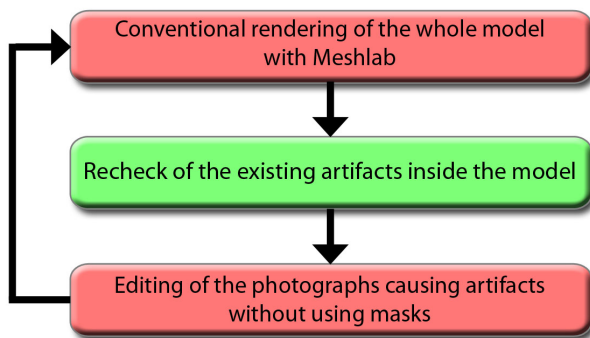 Conventional rendering of the whole model
with Meshlab
Recheck of the existing artifacts inside the model
Editing of the photographs causing artifacts
without using masks